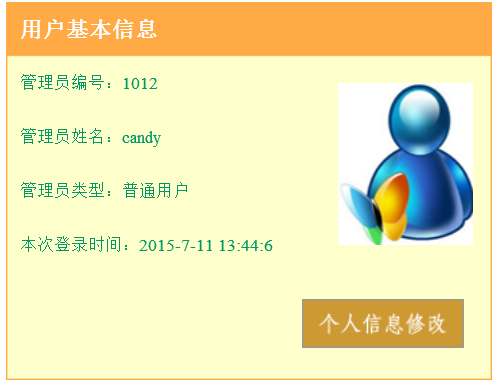 用户基本信息
管理员编号：1012
管理员姓名：candy
管理员类型：普通用户
本次登录时间：2015-7-11 13:44:6
个人信息修改